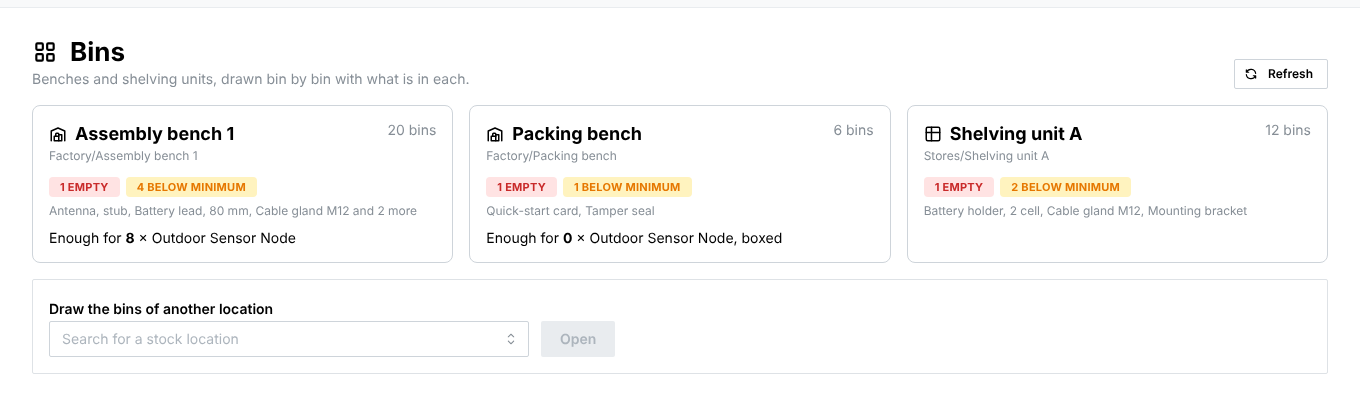 Bins
Benches and shelving units, drawn bin by bin with what is in each.
Refresh
Assembly bench 1
20 bins
Factory/Assembly bench 1
1 EMPTY
4 BELOW MINIMUM
Antenna, stub, Battery lead, 80 mm, Cable gland M12 and 2 more
Enough for 8 × Outdoor Sensor Node
Packing bench
6 bins
Factory/Packing bench
1 EMPTY
1 BELOW MINIMUM
Quick-start card, Tamper seal
Enough for 0 × Outdoor Sensor Node, boxed
Shelving unit A
12 bins
Stores/Shelving unit A
1 EMPTY
2 BELOW MINIMUM
Battery holder, 2 cell, Cable gland M12, Mounting bracket
Draw the bins of another location
Search for a stock location
Open